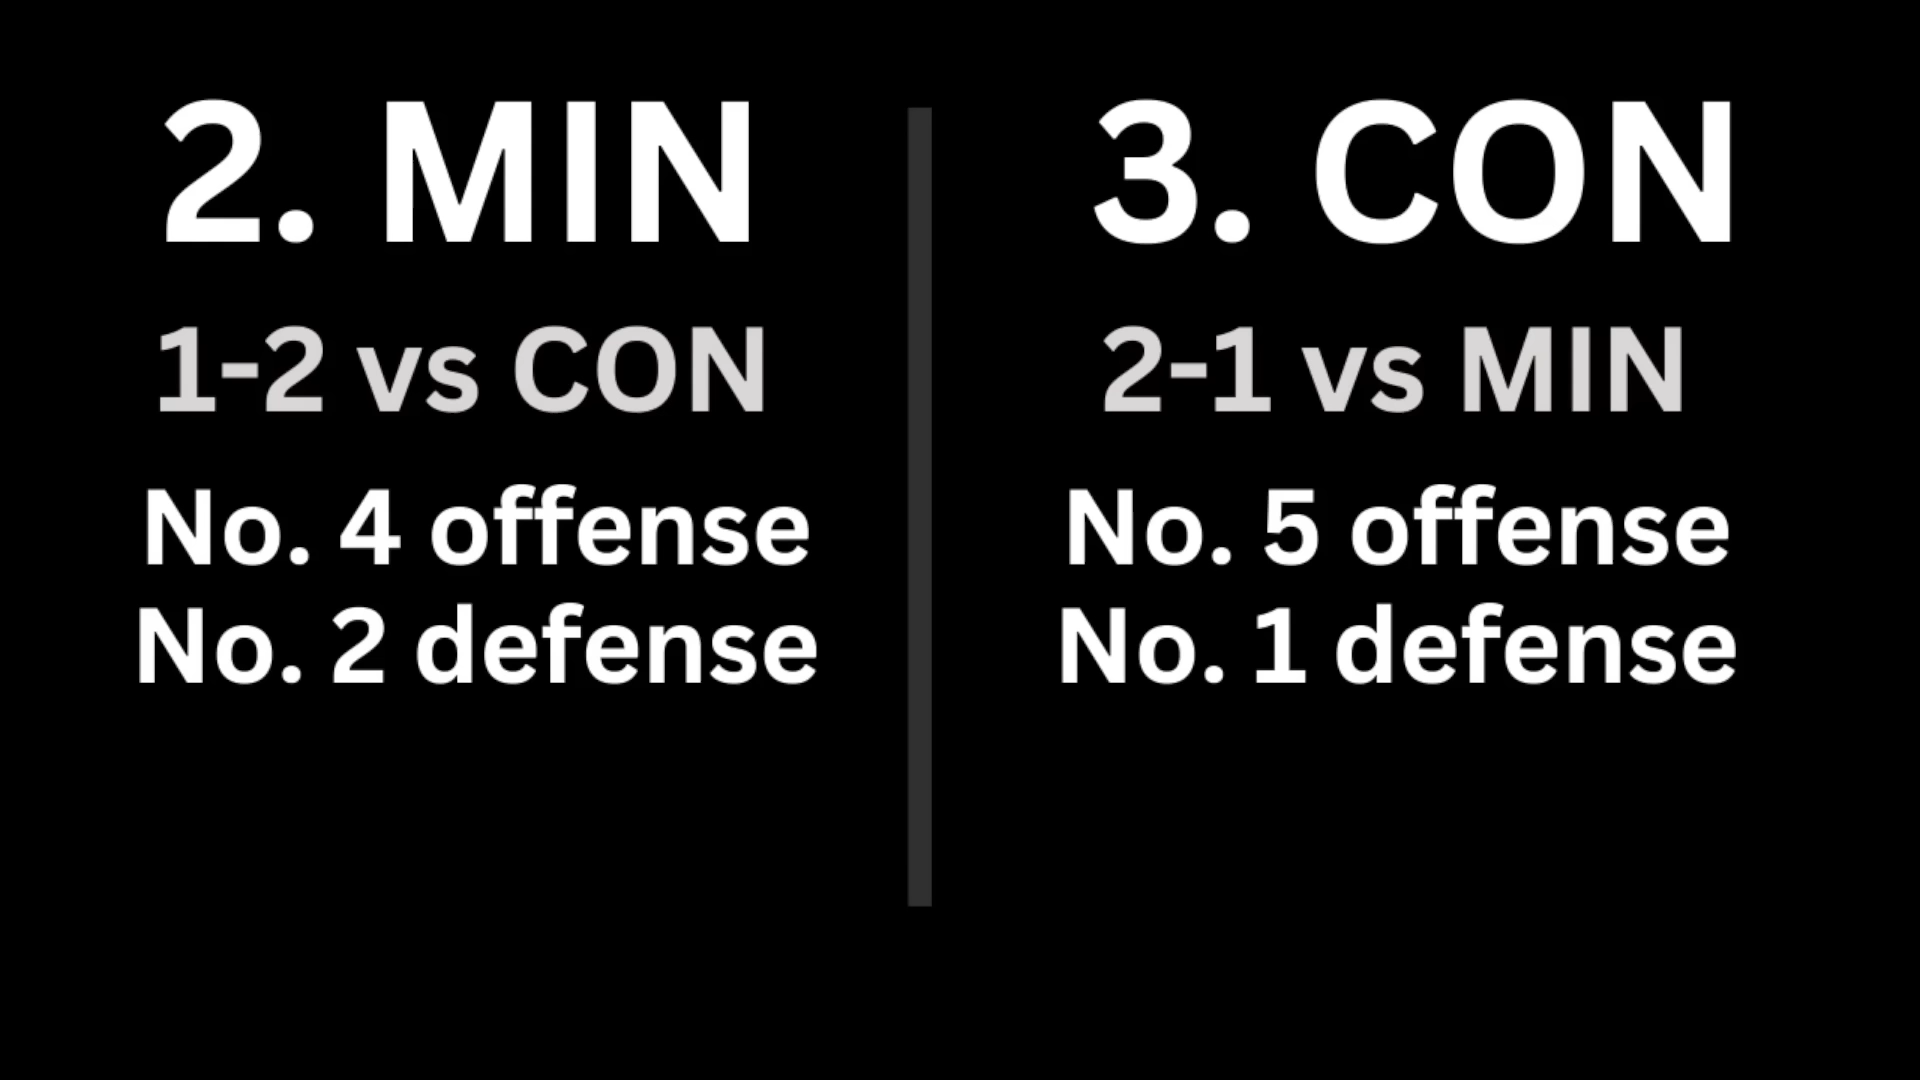 2. MIN
1-2 vs CON
No. 4 offense
No. 2 defense
3. CON
2-1 vs MIN
No. 5 offense
No. 1 defense